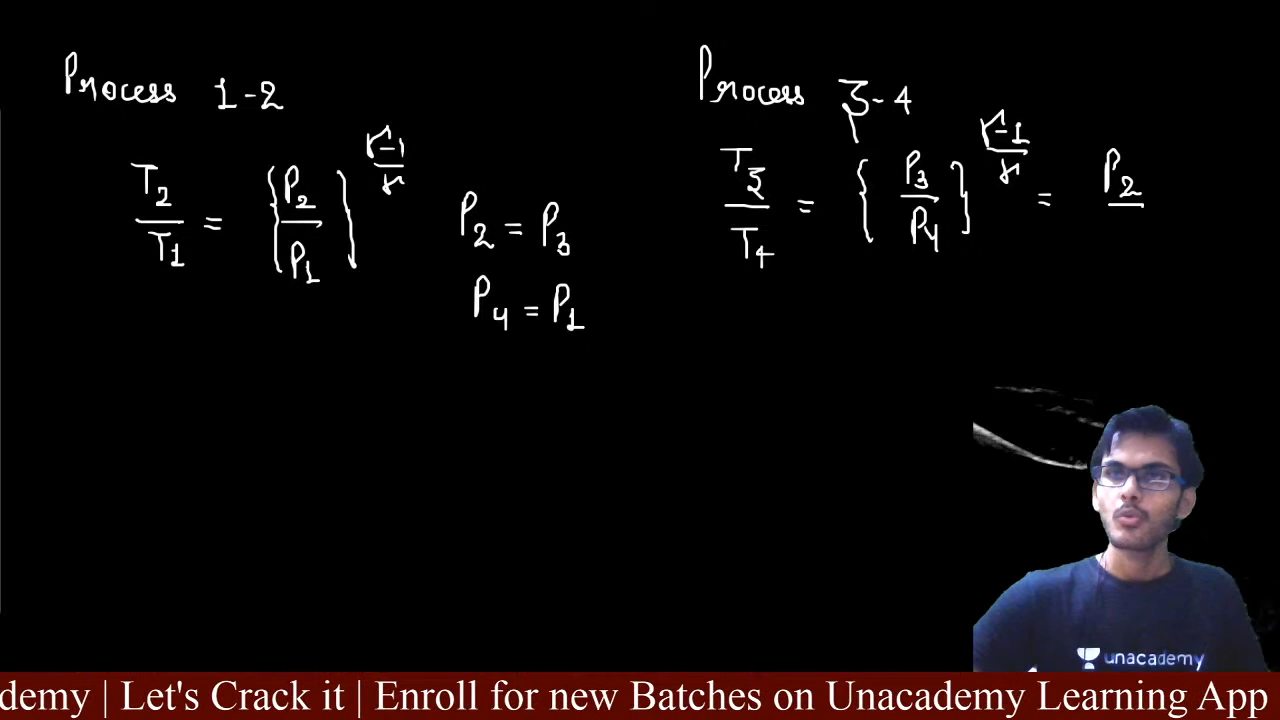 Process 1-2
T2/T1 = {P2/P1}^(γ-1)/γ
P2 = P3
P4 = P1
Process 3-4
T3/T4 = {P3/P4}^(γ-1)/γ = P2/
unacademy
demy | Let's Crack it | Enroll for new Batches on Unacademy Learning App